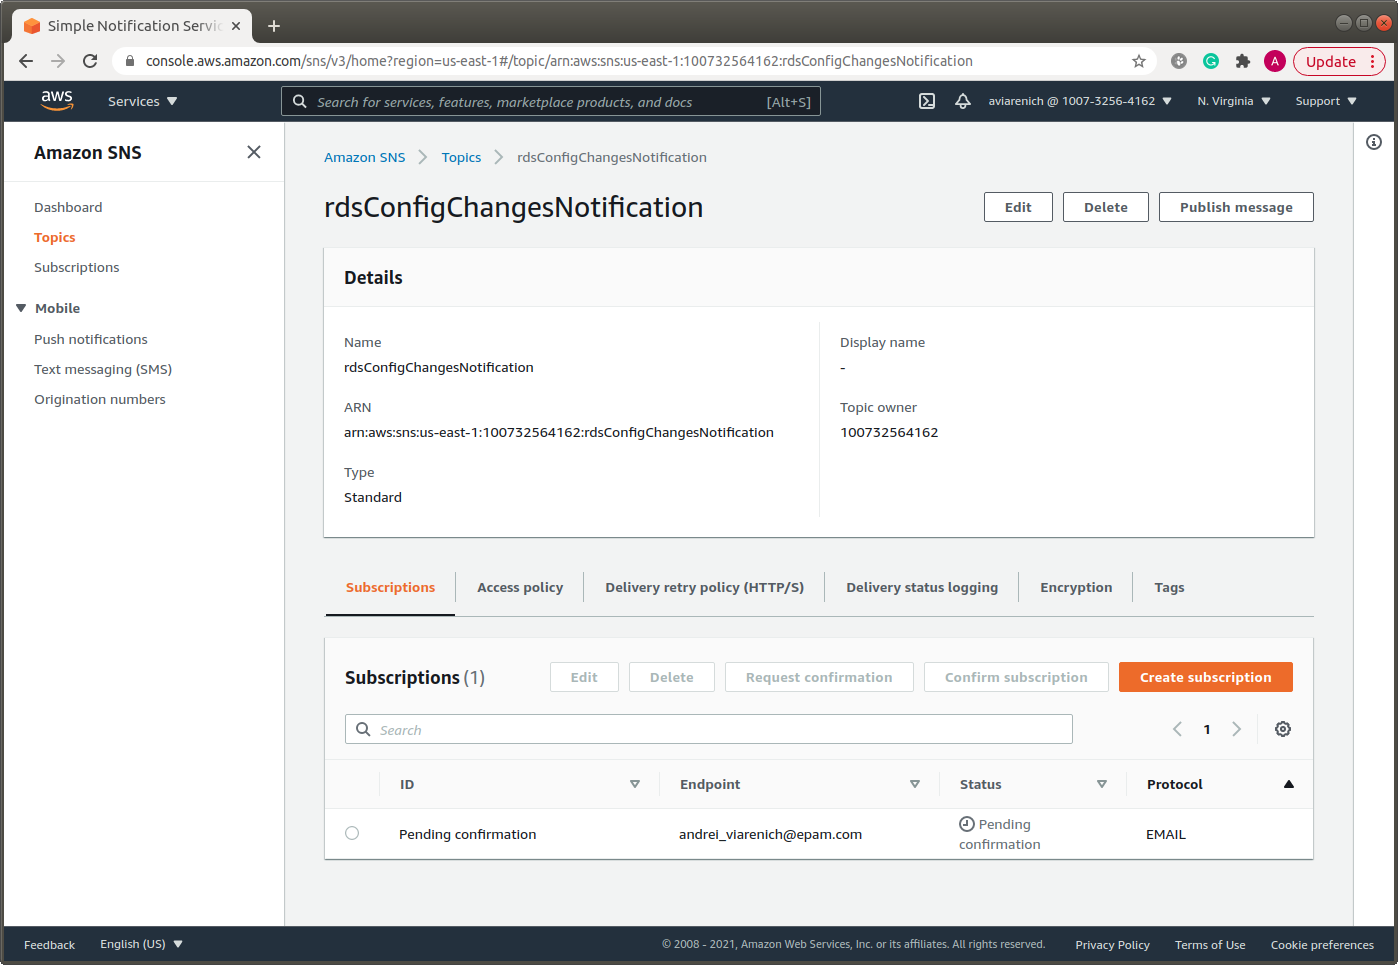 Simple Notification Servic
console.aws.amazon.com/sns/v3/home?region=us-east-1#/topic/arn:aws:sns:us-east-1:100732564162:rdsConfigChangesNotification
A
Update
aws
Services
Search for services, features, marketplace products, and docs [Alt+S]
aviarenich @ 1007-3256-4162
N. Virginia
Support
Amazon SNS
Dashboard
Topics
Subscriptions
Mobile
Push notifications
Text messaging (SMS)
Origination numbers
Amazon SNS
Topics
rdsConfigChangesNotification
rdsConfigChangesNotification
Edit
Delete
Publish message
Details
Name
rdsConfigChangesNotification
ARN
arn:aws:sns:us-east-1:100732564162:rdsConfigChangesNotification
Type
Standard
Display name
-
Topic owner
100732564162
Subscriptions
Access policy
Delivery retry policy (HTTP/S)
Delivery status logging
Encryption
Tags
Subscriptions (1)
Edit
Delete
Request confirmation
Confirm subscription
Create subscription
Search
1
ID
Endpoint
Status
Protocol
Pending confirmation
andrei_viarenich@epam.com
Pending
confirmation
EMAIL
Feedback
English (US)
© 2008 - 2021, Amazon Web Services, Inc. or its affiliates. All rights reserved.
Privacy Policy
Terms of Use
Cookie preferences